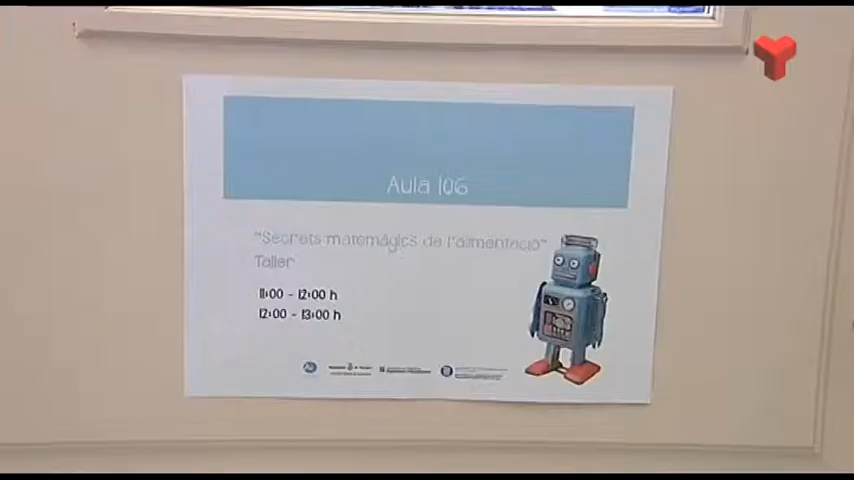 Aula 106
"Secrets matemàgics de l'alimentació"
Taller
11:00 - 12:00 h
12:00 - 13:00 h